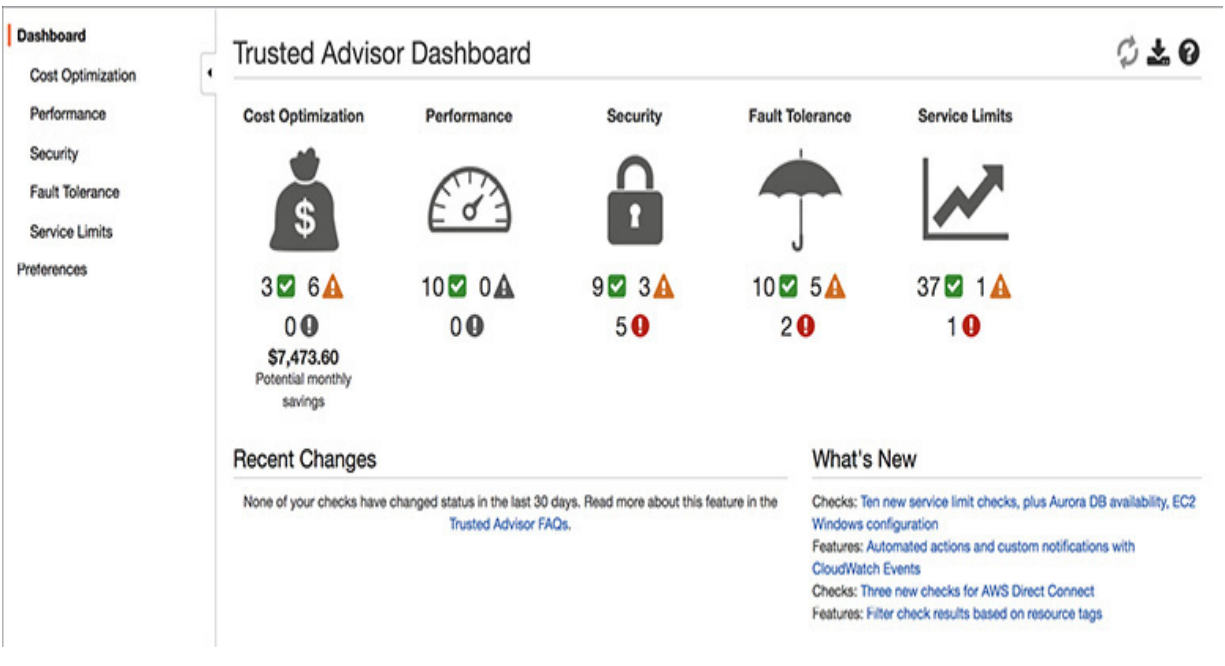 Dashboard
Cost Optimization
Performance
Security
Fault Tolerance
Service Limits
Preferences
Trusted Advisor Dashboard
Cost Optimization
$
3 6
0
$7,473.60
Potential monthly
savings
Performance
10 0
0
Security
9 3
5
Fault Tolerance
10 5
2
Service Limits
37 1
1
Recent Changes
None of your checks have changed status in the last 30 days. Read more about this feature in the
Trusted Advisor FAQs.
What's New
Checks: Ten new service limit checks, plus Aurora DB availability, EC2
Windows configuration
Features: Automated actions and custom notifications with
CloudWatch Events
Checks: Three new checks for AWS Direct Connect
Features: Filter check results based on resource tags